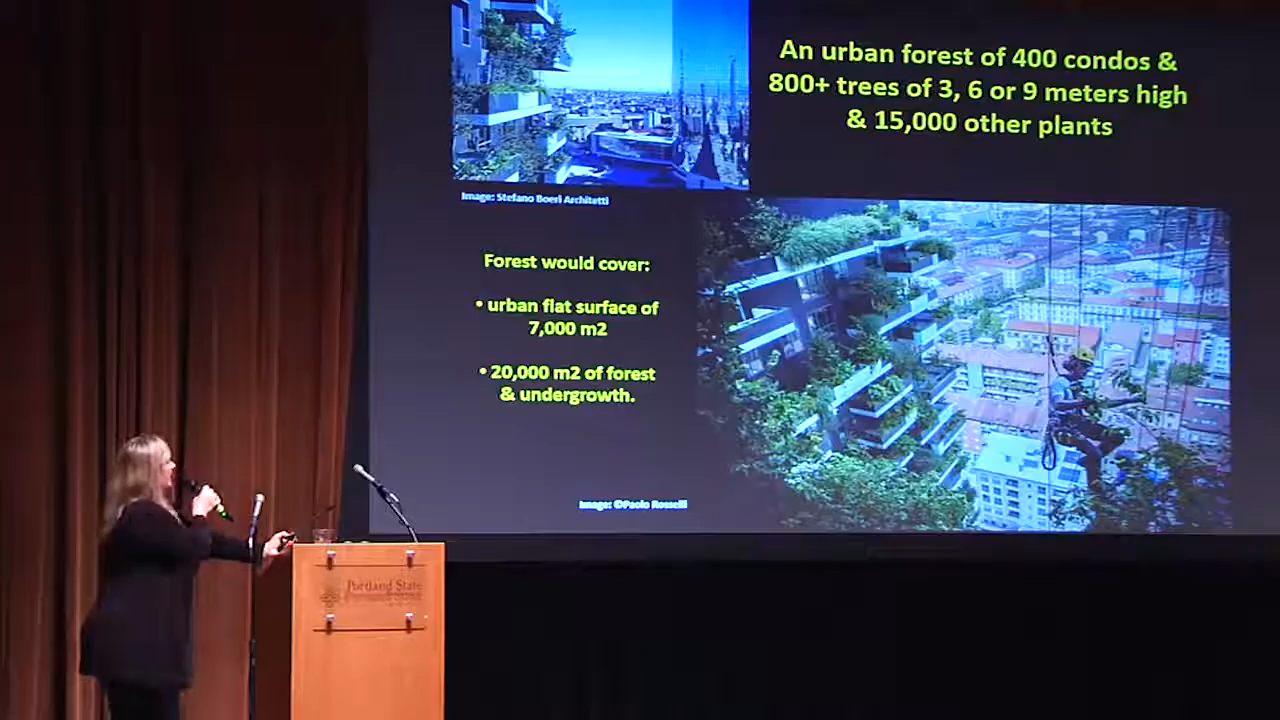 An urban forest of 400 condos &
800+ trees of 3, 6 or 9 meters high
& 15,000 other plants
Image: Stefano Boeri Architetti
Forest would cover:
• urban flat surface of
7,000 m2
• 20,000 m2 of forest
& undergrowth.
Image: ©Paolo Rosselli
Portland State